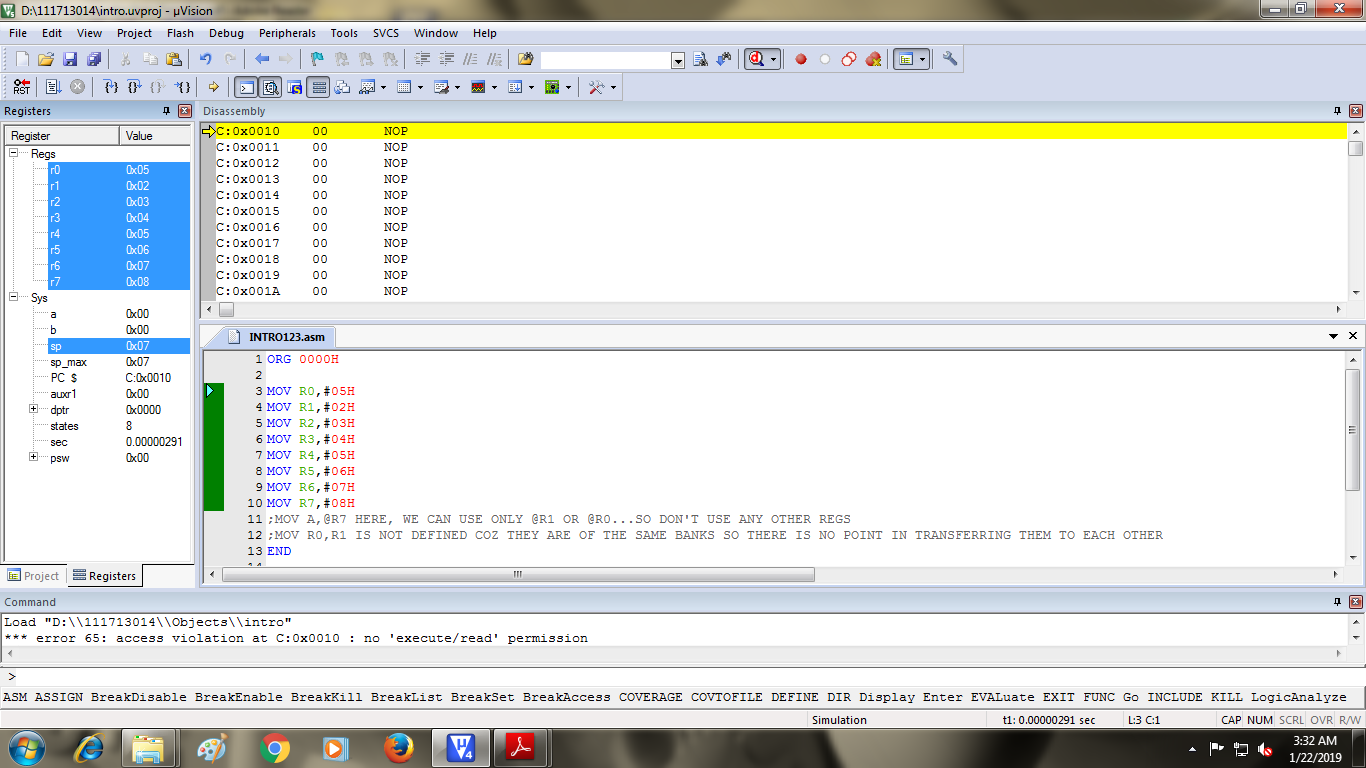 D:\111713014\intro.uvproj - µVision
File Edit View Project Flash Debug Peripherals Tools SVCS Window Help
RST
Registers
Register Value
Regs
r0 0x05
r1 0x02
r2 0x03
r3 0x04
r4 0x05
r5 0x06
r6 0x07
r7 0x08
Sys
a 0x00
b 0x00
sp 0x07
sp_max 0x07
PC $ C:0x0010
auxr1 0x00
dptr 0x0000
states 8
sec 0.00000291
psw 0x00
Project Registers
Disassembly
C:0x0010 00 NOP
C:0x0011 00 NOP
C:0x0012 00 NOP
C:0x0013 00 NOP
C:0x0014 00 NOP
C:0x0015 00 NOP
C:0x0016 00 NOP
C:0x0017 00 NOP
C:0x0018 00 NOP
C:0x0019 00 NOP
C:0x001A 00 NOP
INTRO123.asm
1 ORG 0000H
2
3 MOV R0,#05H
4 MOV R1,#02H
5 MOV R2,#03H
6 MOV R3,#04H
7 MOV R4,#05H
8 MOV R5,#06H
9 MOV R6,#07H
10 MOV R7,#08H
11 ;MOV A,@R7 HERE, WE CAN USE ONLY @R1 OR @R0...SO DON'T USE ANY OTHER REGS
12 ;MOV R0,R1 IS NOT DEFINED COZ THEY ARE OF THE SAME BANKS SO THERE IS NO POINT IN TRANSFERRING THEM TO EACH OTHER
13 END
Command
Load "D:\\111713014\\Objects\\intro"
*** error 65: access violation at C:0x0010 : no 'execute/read' permission
>
ASM ASSIGN BreakDisable BreakEnable BreakKill BreakList BreakSet BreakAccess COVERAGE COVTOFILE DEFINE DIR Display Enter EVALuate EXIT FUNC Go INCLUDE KILL LogicAnalyze
Simulation t1: 0.00000291 sec L:3 C:1 CAP NUM SCRL OVR R/W
3:32 AM
1/22/2019